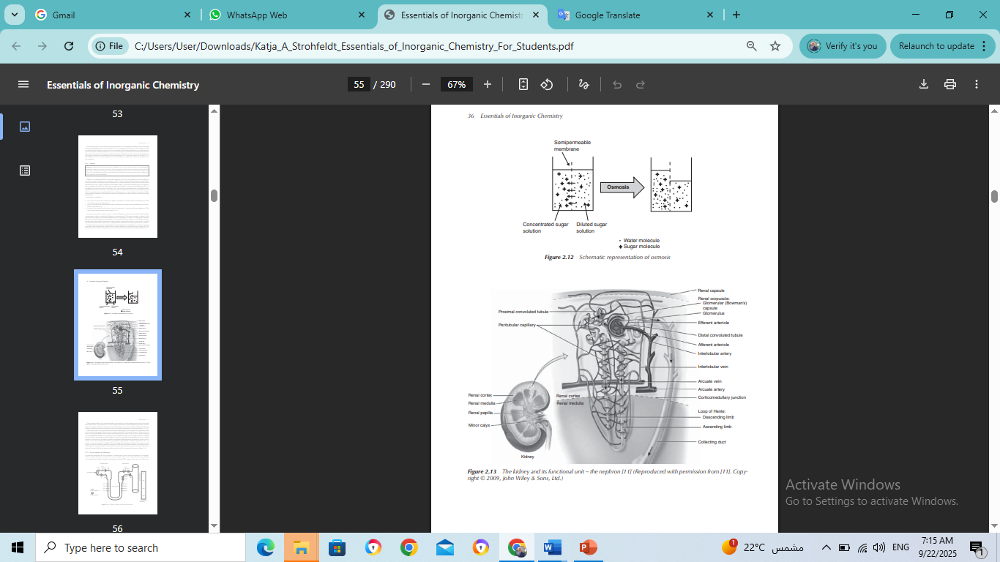 Gmail
WhatsApp Web
Essentials of Inorganic Chemistr
Google Translate
File
C:/Users/User/Downloads/Katja_A_Strohfeldt_Essentials_of_Inorganic_Chemistry_For_Students.pdf
Verify it's you
Relaunch to update
Essentials of Inorganic Chemistry
55 / 290
67%
53
54
55
56
36 Essentials of Inorganic Chemistry
Semipermeable
membrane
Osmosis
Concentrated sugar
solution
Diluted sugar
solution
Water molecule
Sugar molecule
Figure 2.12 Schematic representation of osmosis
Renal capsule
Renal corpuscle:
Glomerular (Bowman's)
capsule
Glomerulus
Proximal convoluted tubule
Efferent arteriole
Peritubular capillary
Distal convoluted tubule
Afferent arteriole
Interlobular artery
Interlobular vein
Arcuate vein
Arcuate artery
Corticomedullary junction
Renal cortex
Renal medulla
Renal papilla
Minor calyx
Renal cortex
Renal medulla
Loop of Henle:
Descending limb
Ascending limb
Collecting duct
Kidney
Figure 2.13 The kidney and its functional unit – the nephron [11] (Reproduced with permission from [11]. Copy-
right © 2009, John Wiley & Sons, Ltd.)
Activate Windows
Go to Settings to activate Windows.
Type here to search
1
22°C مشمس
ENG
7:15 AM
9/22/2025
1